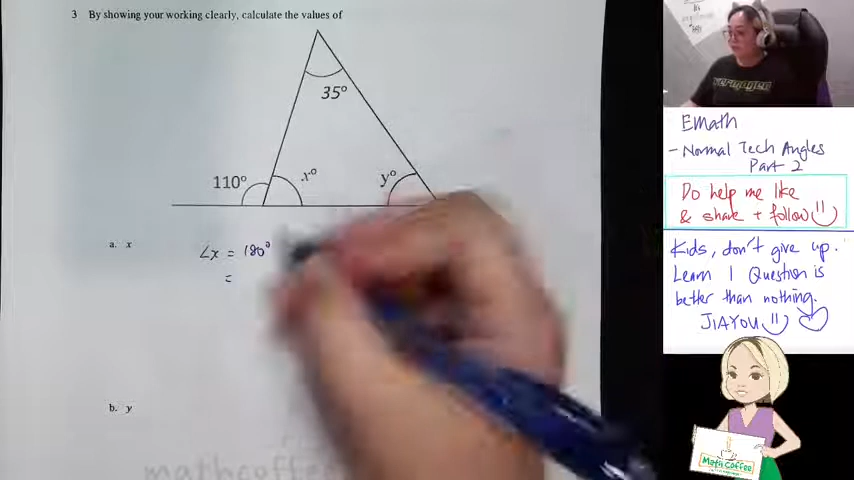 3 By showing your working clearly, calculate the values of
35°
110°
x°
y°
a. x
∠x = 180°
=
b. y
mathcoffee
EMath
- Normal Tech Angles
Part 2
Do help me like
& share + follow
Kids, don't give up.
Learn 1 Question is
better than nothing.
JIAYOU
Math Coffee